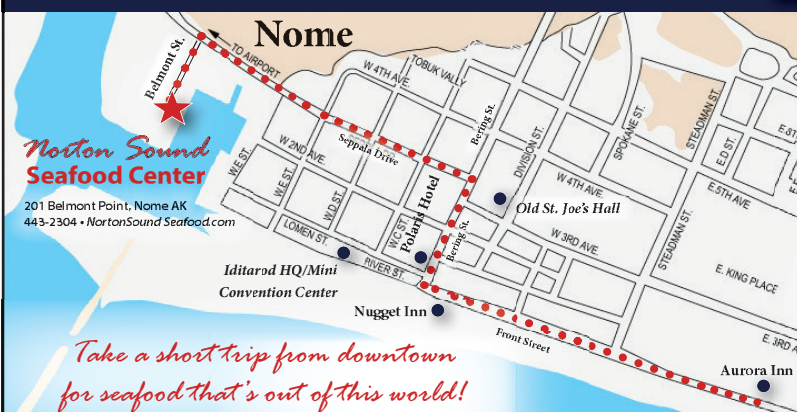 Nome
TO AIRPORT
Belmont St.
W 4TH AVE.
TOBUK VALLY
Seppala Drive
Bering St.
DIVISION ST.
SPOKANE ST.
STEADMAN ST.
E.D ST.
E.5TH AVE.
Norton Sound
Seafood Center
201 Belmont Point, Nome AK
443-2304 • NortonSound Seafood.com
W.E ST.
W.E ST.
W 2ND AVE.
W.D ST.
W.C ST.
Polaris Hotel
Bering St.
Old St. Joe's Hall
W 4TH AVE.
W 3RD AVE.
STEADMAN ST.
E. KING PLACE
E. 3RD A
LOMEN ST.
RIVER ST.
Iditarod HQ/Mini
Convention Center
Nugget Inn
Front Street
Aurora Inn
Take a short trip from downtown
for seafood that's out of this world!